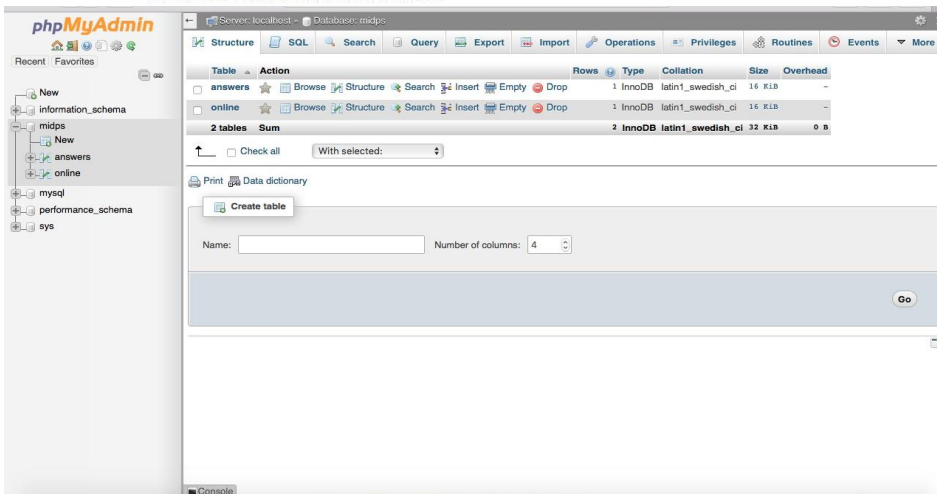 phpMyAdmin
Recent Favorites
New
information_schema
midps
New
answers
online
mysql
performance_schema
sys
Server: localhost » Database: midps
Structure SQL Search Query Export Import Operations Privileges Routines Events More
Table Action Rows Type Collation Size Overhead
answers Browse Structure Search Insert Empty Drop 1 InnoDB latin1_swedish_ci 16 KiB -
online Browse Structure Search Insert Empty Drop 1 InnoDB latin1_swedish_ci 16 KiB -
2 tables Sum 2 InnoDB latin1_swedish_ci 32 KiB 0 B
Check all With selected:
Print Data dictionary
Create table
Name: Number of columns: 4
Go
Console